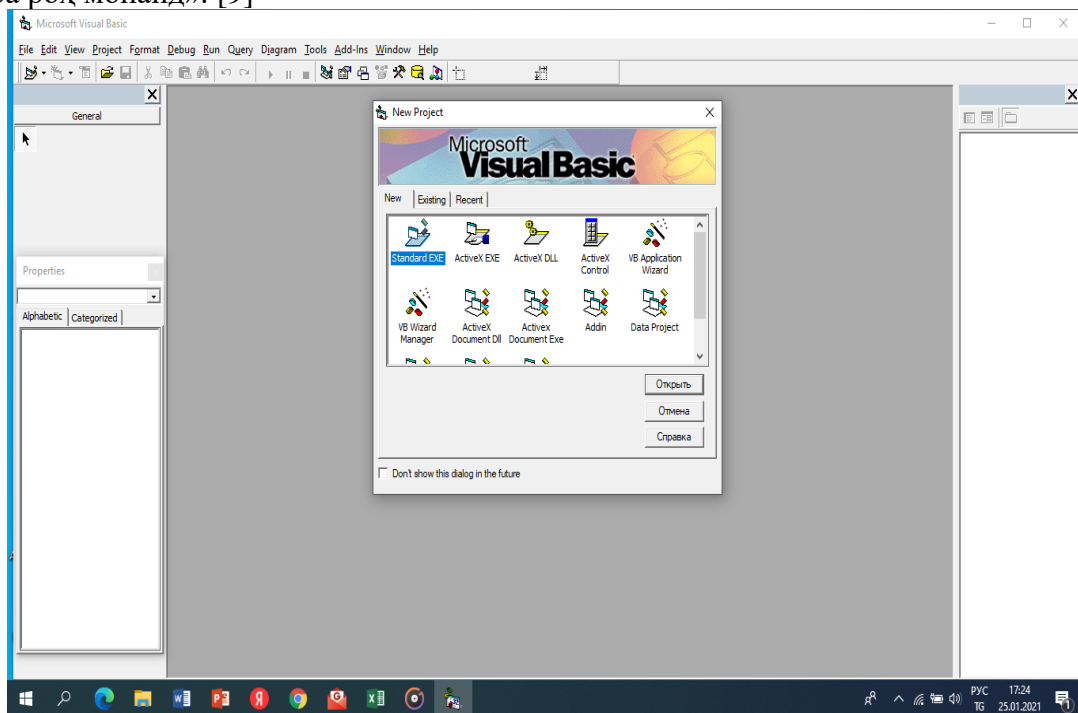 роҳ монанд». [9]
Microsoft Visual Basic
File Edit View Project Format Debug Run Query Diagram Tools Add-Ins Window Help
General
New Project
Microsoft
Visual Basic
New Existing Recent
Standard EXE ActiveX EXE ActiveX DLL ActiveX Control VB Application Wizard
VB Wizard Manager ActiveX Document Dll Activex Document Exe Addin Data Project
Открыть
Отмена
Справка
Don't show this dialog in the future
Properties
Alphabetic Categorized
РУС 17:24
TG 25.01.2021